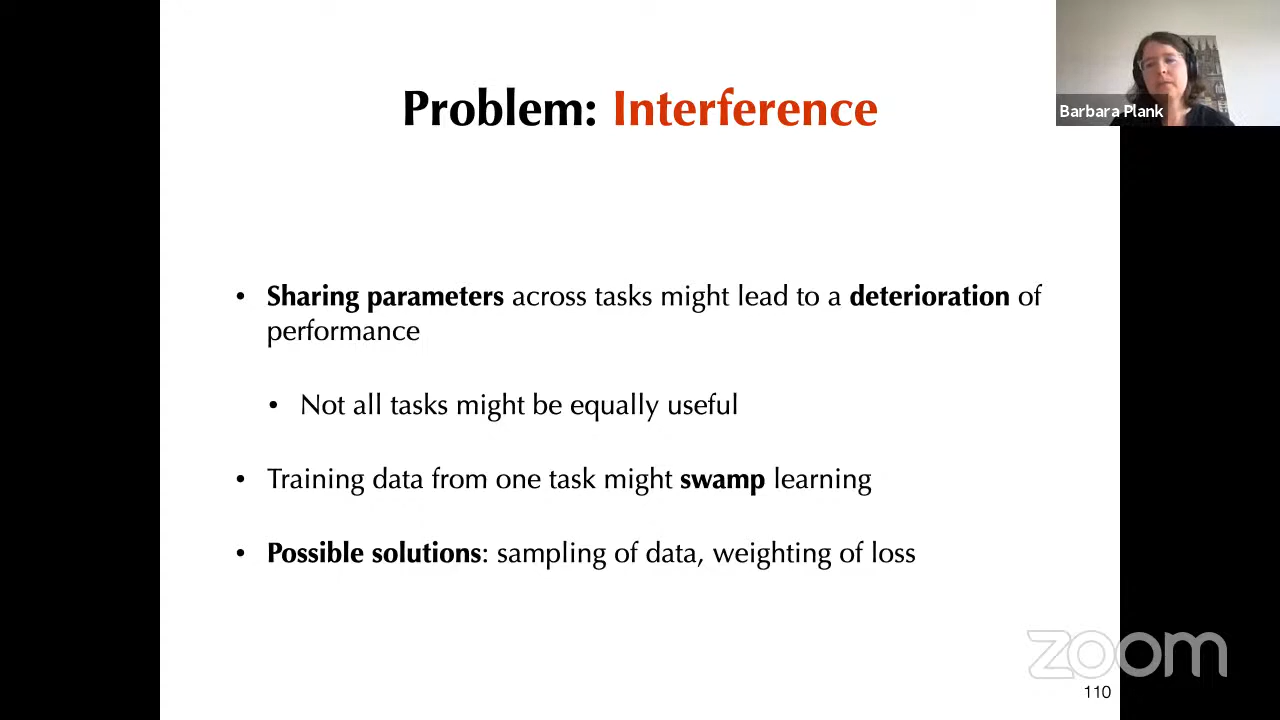 Problem: Interference
Barbara Plank
• Sharing parameters across tasks might lead to a deterioration of
performance
• Not all tasks might be equally useful
• Training data from one task might swamp learning
• Possible solutions: sampling of data, weighting of loss
zoom
110